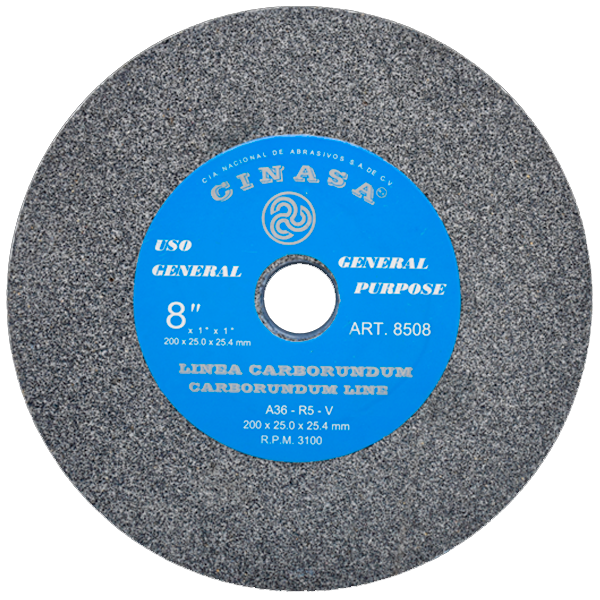 CIA. NACIONAL DE ABRASIVOS S.A. DE C.V.
CINASA
USO
GENERAL
GENERAL
PURPOSE
8"
x 1" x 1"
200 x 25.0 x 25.4 mm
ART. 8508
LINEA CARBORUNDUM
CARBORUNDUM LINE
A36 - R5 - V
200 x 25.0 x 25.4 mm
R.P.M. 3100